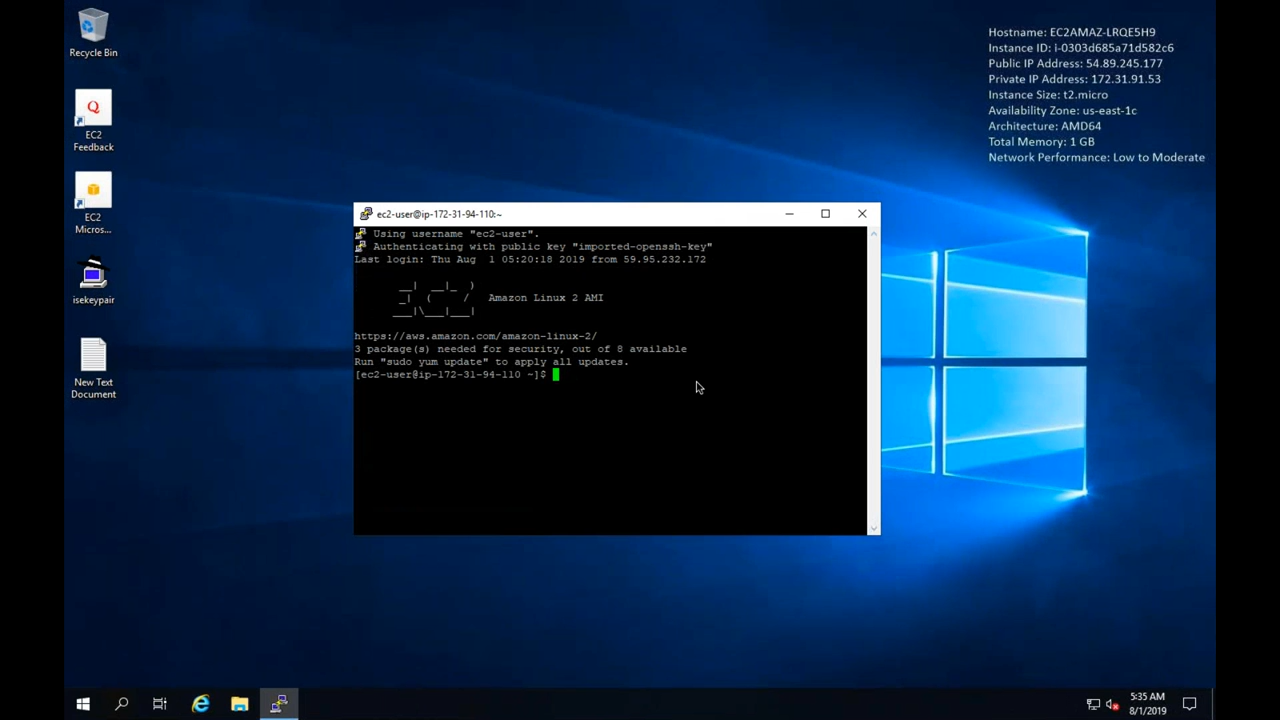 Recycle Bin
EC2
Feedback
EC2
Micros...
isekeypair
New Text
Document
Hostname: EC2AMAZ-LRQE5H9
Instance ID: i-0303d685a71d582c6
Public IP Address: 54.89.245.177
Private IP Address: 172.31.91.53
Instance Size: t2.micro
Availability Zone: us-east-1c
Architecture: AMD64
Total Memory: 1 GB
Network Performance: Low to Moderate
ec2-user@ip-172-31-94-110:~
Using username "ec2-user".
Authenticating with public key "imported-openssh-key"
Last login: Thu Aug  1 05:20:18 2019 from 59.95.232.172
__|  __|_  )
_|  (     /   Amazon Linux 2 AMI
___|\___|___|
https://aws.amazon.com/amazon-linux-2/
3 package(s) needed for security, out of 8 available
Run "sudo yum update" to apply all updates.
[ec2-user@ip-172-31-94-110 ~]$
5:35 AM
8/1/2019